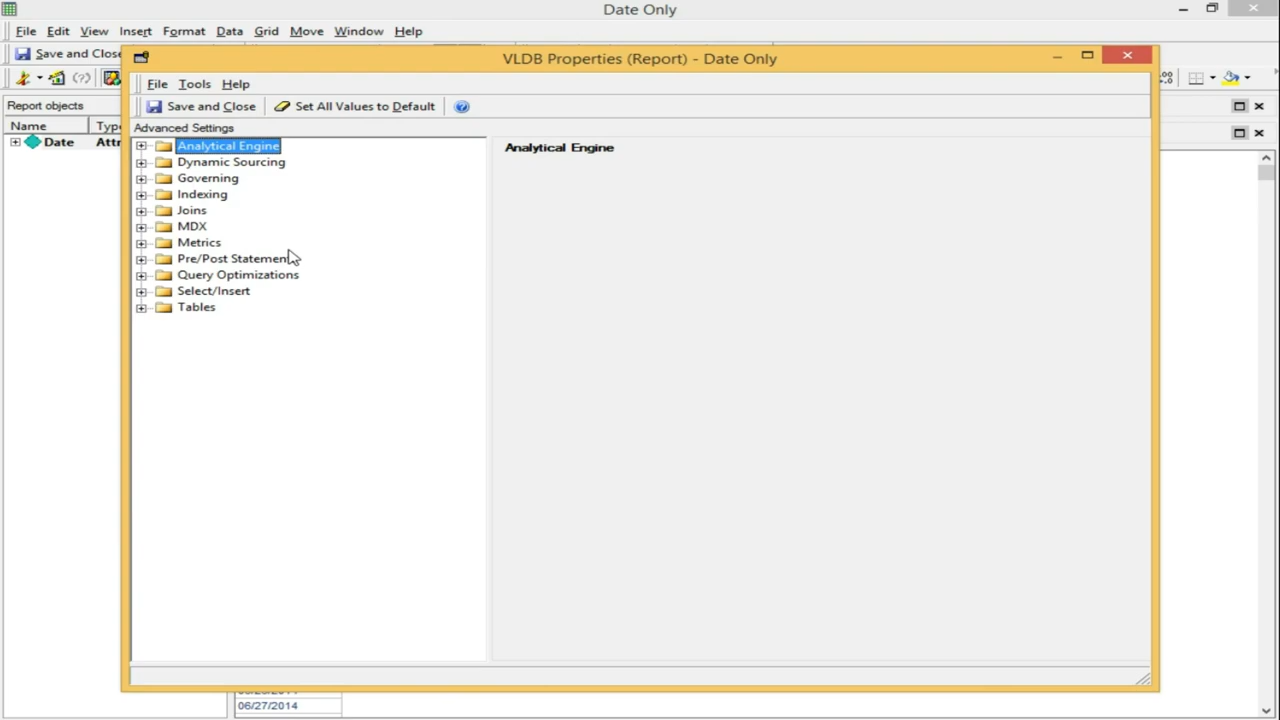 Date Only
File Edit View Insert Format Data Grid Move Window Help
Save and Close
VLDB Properties (Report) - Date Only
File Tools Help
Save and Close Set All Values to Default
Report objects
Name Type
Date Attr
Advanced Settings
Analytical Engine
Dynamic Sourcing
Governing
Indexing
Joins
MDX
Metrics
Pre/Post Statement
Query Optimizations
Select/Insert
Tables
Analytical Engine
06/27/2014